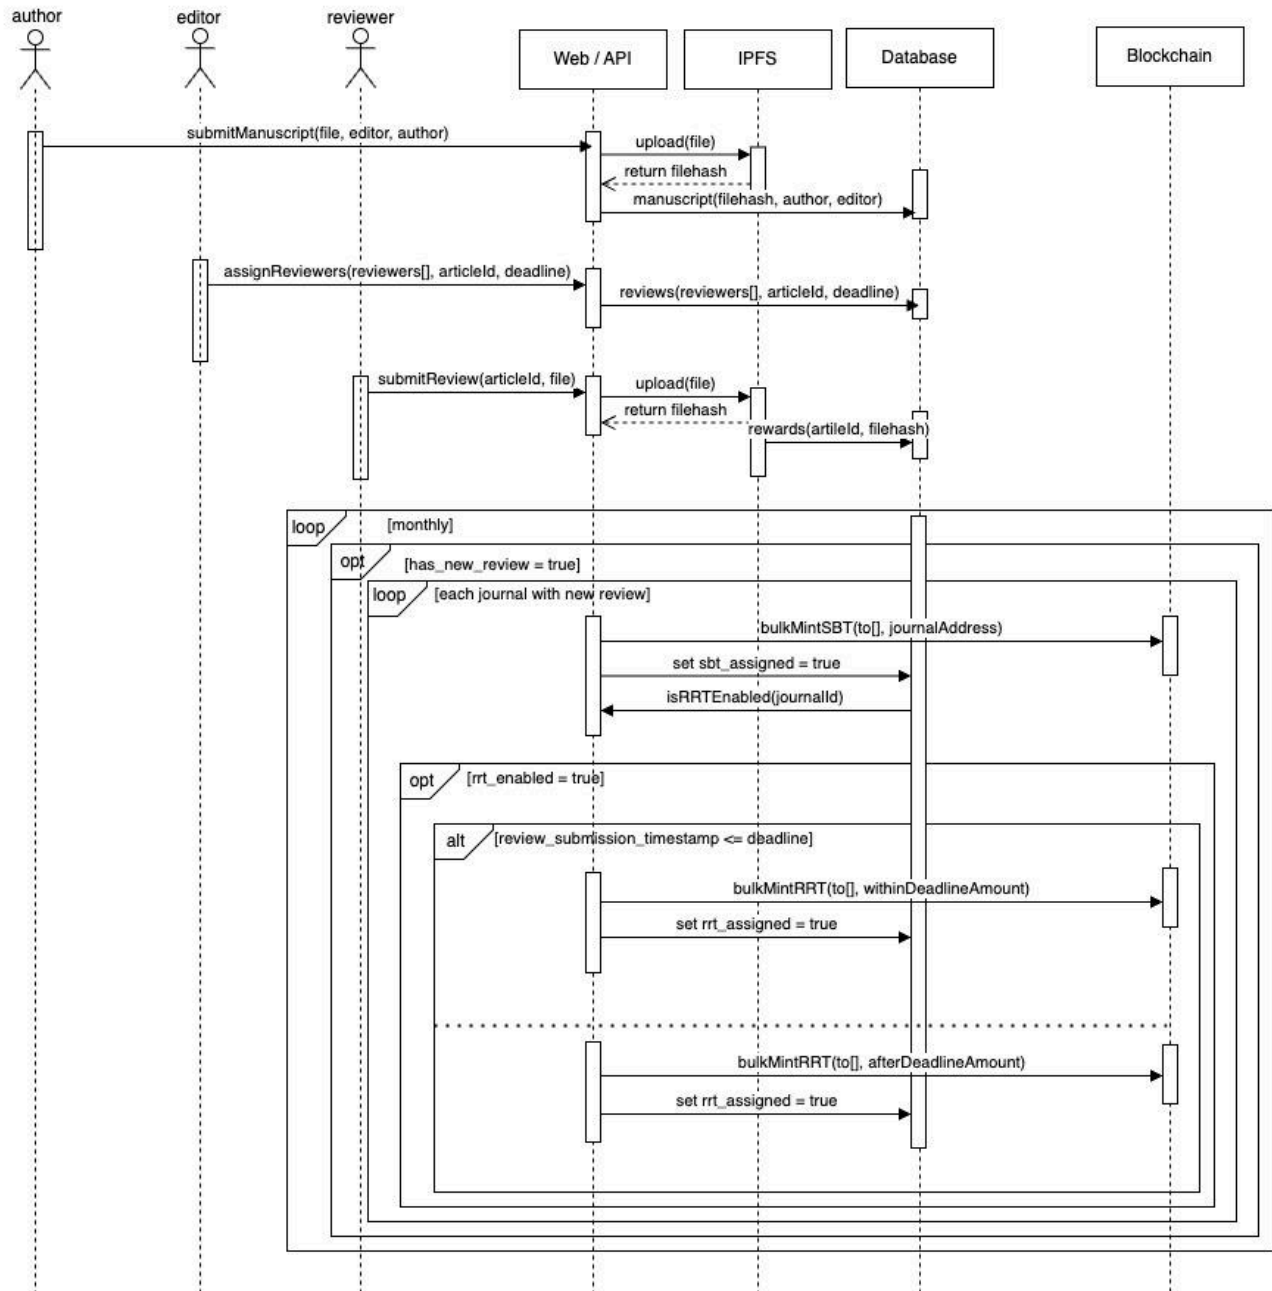 author
editor
reviewer
Web / API
IPFS
Database
Blockchain
submitManuscript(file, editor, author)
upload(file)
return filehash
manuscript(filehash, author, editor)
assignReviewers(reviewers[], articleId, deadline)
reviews(reviewers[], articleId, deadline)
submitReview(articleId, file)
upload(file)
return filehash
rewards(artileId, filehash)
loop
[monthly]
opt
[has_new_review = true]
loop
[each journal with new review]
bulkMintSBT(to[], journalAddress)
set sbt_assigned = true
isRRTEnabled(journalId)
opt
[rrt_enabled = true]
alt
[review_submission_timestamp <= deadline]
bulkMintRRT(to[], withinDeadlineAmount)
set rrt_assigned = true
bulkMintRRT(to[], afterDeadlineAmount)
set rrt_assigned = true